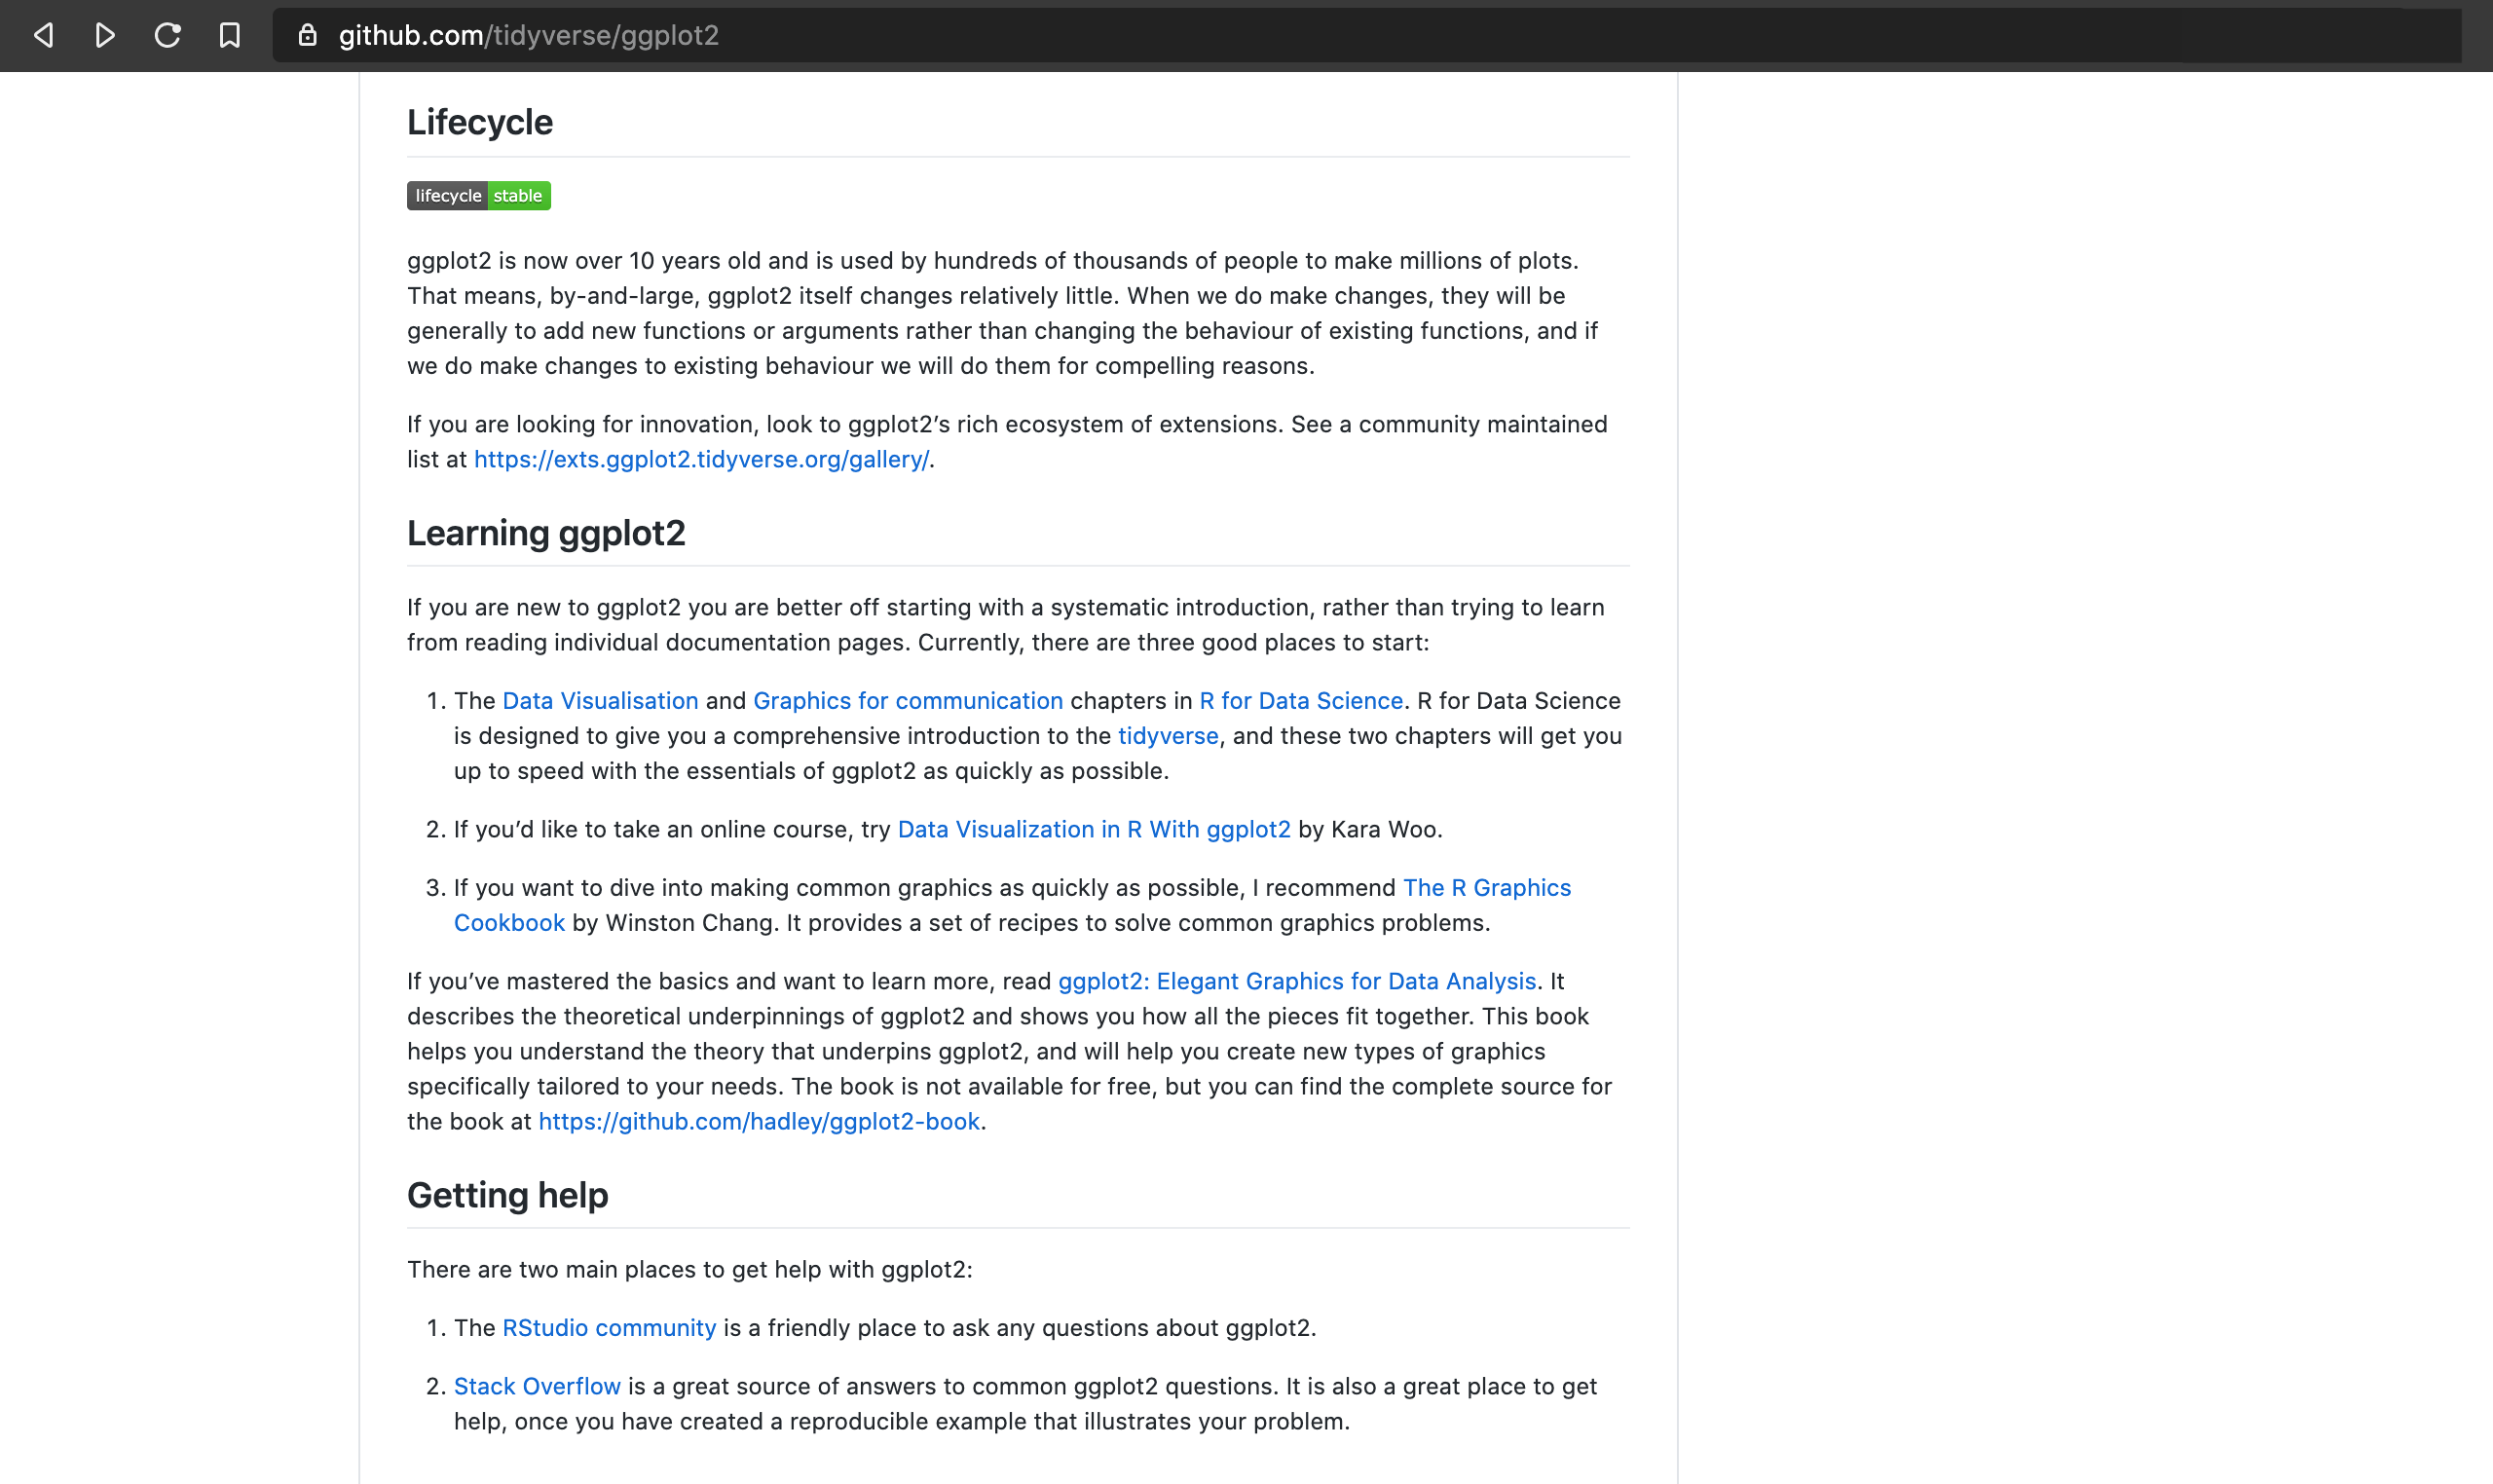 github.com/tidyverse/ggplot2
Lifecycle
lifecycle stable
ggplot2 is now over 10 years old and is used by hundreds of thousands of people to make millions of plots.
That means, by-and-large, ggplot2 itself changes relatively little. When we do make changes, they will be
generally to add new functions or arguments rather than changing the behaviour of existing functions, and if
we do make changes to existing behaviour we will do them for compelling reasons.
If you are looking for innovation, look to ggplot2’s rich ecosystem of extensions. See a community maintained
list at https://exts.ggplot2.tidyverse.org/gallery/.
Learning ggplot2
If you are new to ggplot2 you are better off starting with a systematic introduction, rather than trying to learn
from reading individual documentation pages. Currently, there are three good places to start:
1. The Data Visualisation and Graphics for communication chapters in R for Data Science. R for Data Science
is designed to give you a comprehensive introduction to the tidyverse, and these two chapters will get you
up to speed with the essentials of ggplot2 as quickly as possible.
2. If you’d like to take an online course, try Data Visualization in R With ggplot2 by Kara Woo.
3. If you want to dive into making common graphics as quickly as possible, I recommend The R Graphics
Cookbook by Winston Chang. It provides a set of recipes to solve common graphics problems.
If you’ve mastered the basics and want to learn more, read ggplot2: Elegant Graphics for Data Analysis. It
describes the theoretical underpinnings of ggplot2 and shows you how all the pieces fit together. This book
helps you understand the theory that underpins ggplot2, and will help you create new types of graphics
specifically tailored to your needs. The book is not available for free, but you can find the complete source for
the book at https://github.com/hadley/ggplot2-book.
Getting help
There are two main places to get help with ggplot2:
1. The RStudio community is a friendly place to ask any questions about ggplot2.
2. Stack Overflow is a great source of answers to common ggplot2 questions. It is also a great place to get
help, once you have created a reproducible example that illustrates your problem.